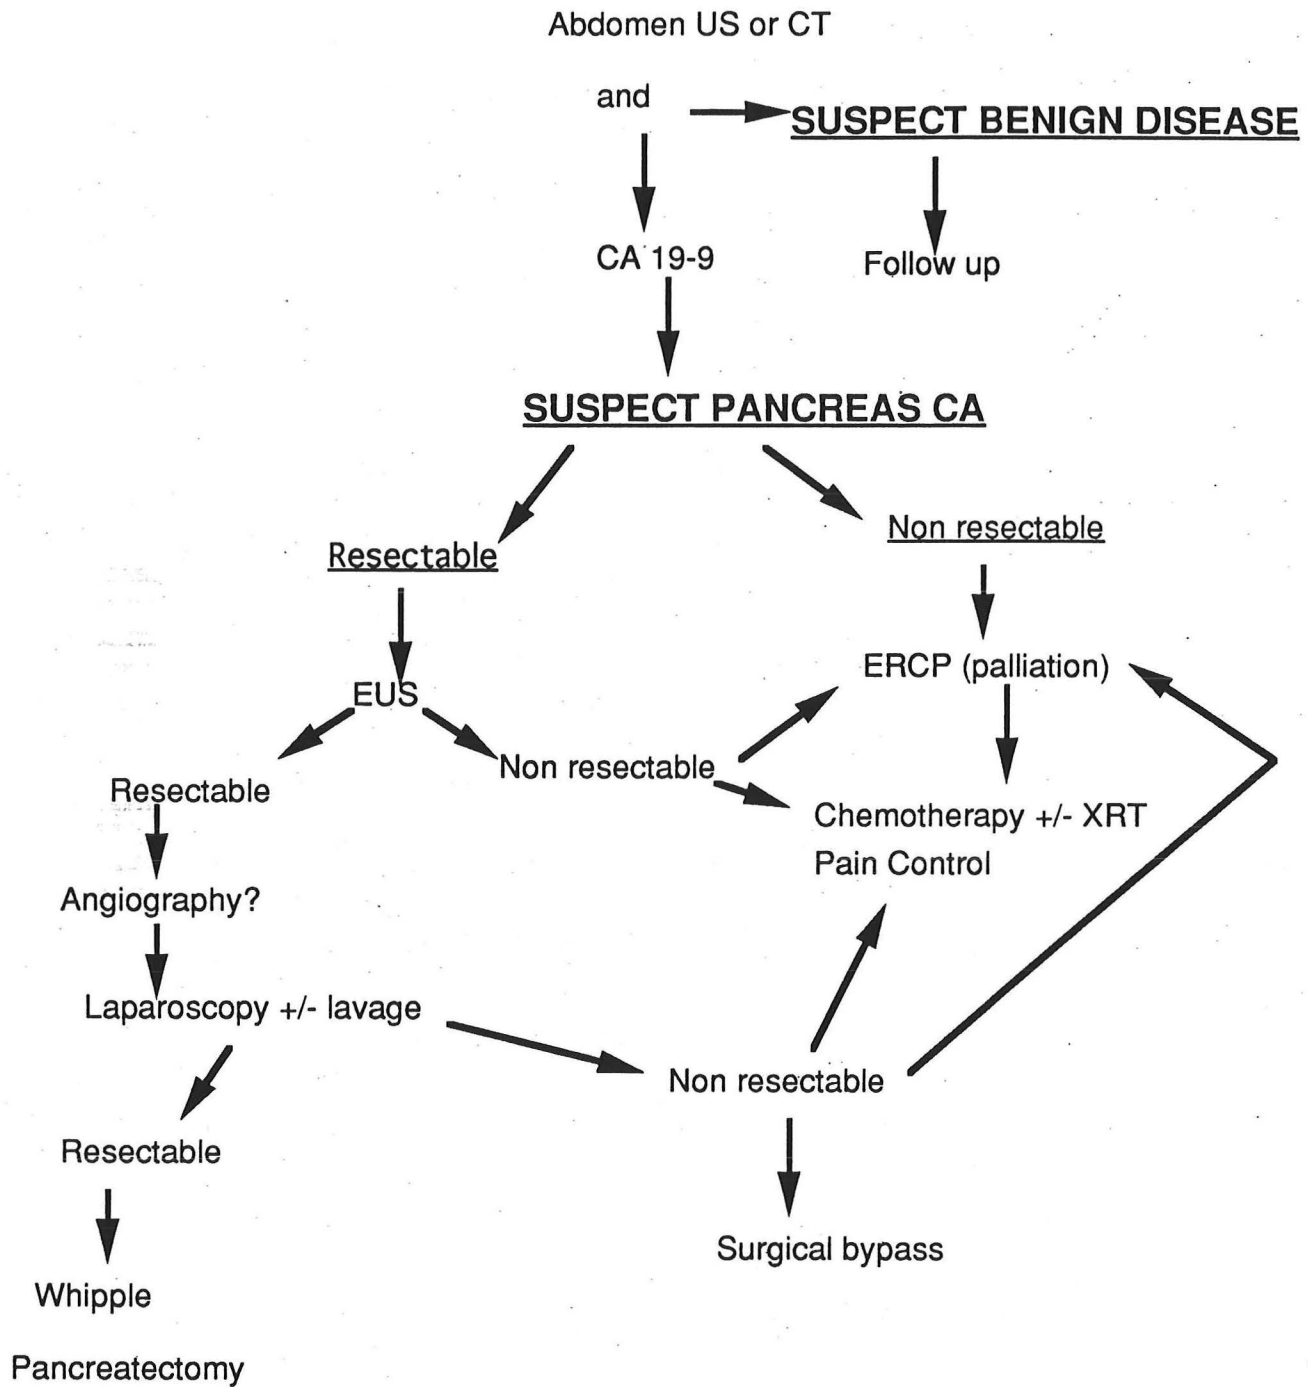 Abdomen US or CT
and
SUSPECT BENIGN DISEASE
CA 19-9
Follow up
SUSPECT PANCREAS CA
Resectable
Non resectable
ERCP (palliation)
EUS
Non resectable
Resectable
Chemotherapy +/- XRT
Pain Control
Angiography?
Laparoscopy +/- lavage
Non resectable
Resectable
Surgical bypass
Whipple
Pancreatectomy